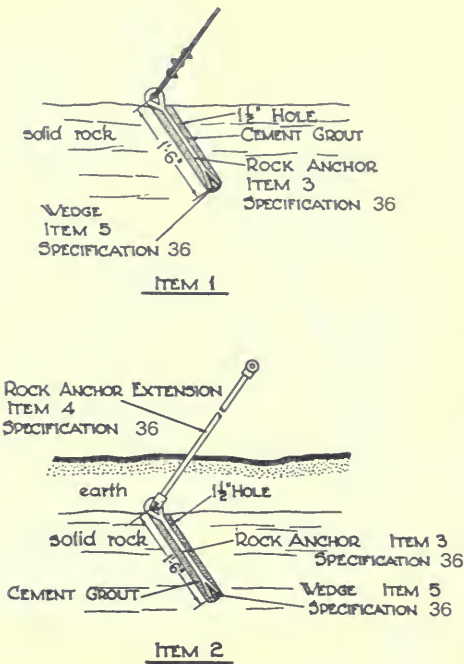 1½" HOLE
solid rock
CEMENT GROUT
1'6"
ROCK ANCHOR
ITEM 3
SPECIFICATION 36
WEDGE
ITEM 5
SPECIFICATION 36
ITEM 1
ROCK ANCHOR EXTENSION
ITEM 4
SPECIFICATION 36
earth
1½" HOLE
solid rock
ROCK ANCHOR ITEM 3
SPECIFICATION 36
1'6"
CEMENT GROUT
WEDGE ITEM 5
SPECIFICATION 36
ITEM 2